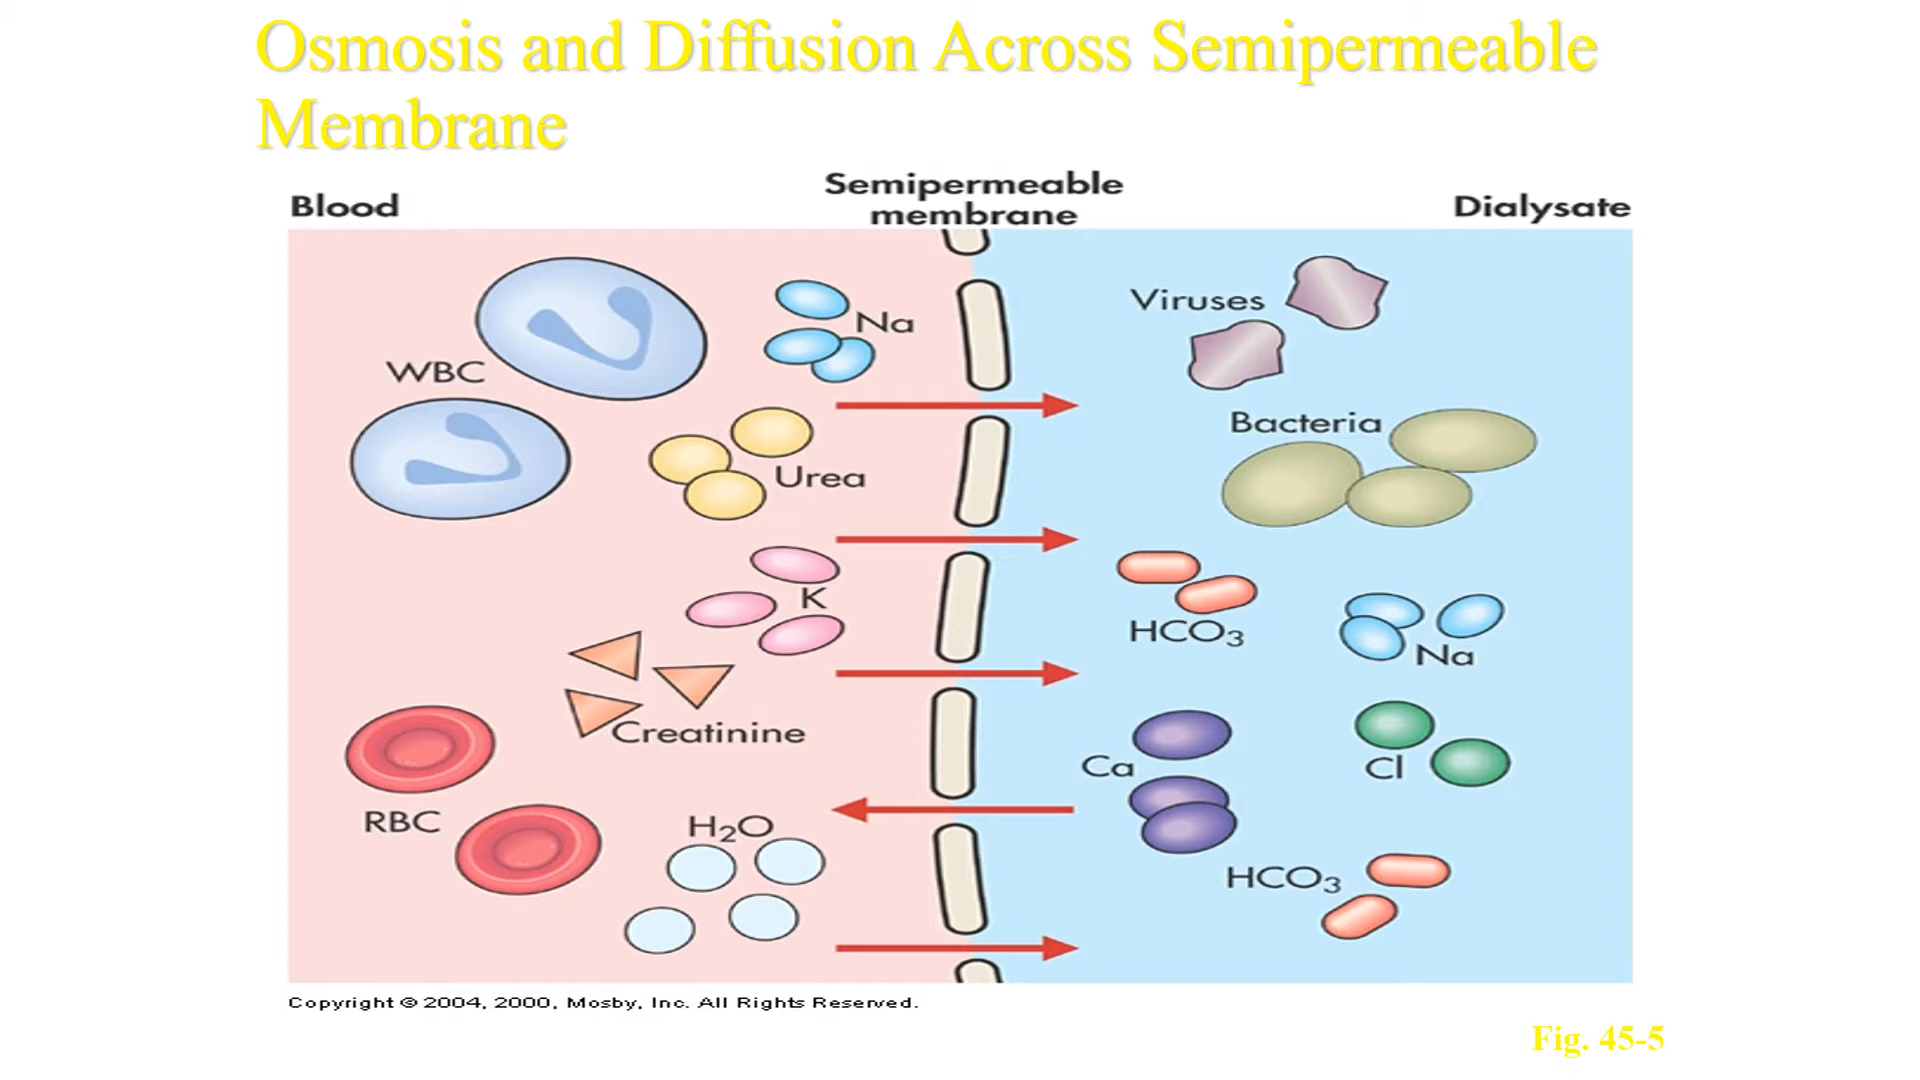 Osmosis and Diffusion Across Semipermeable
Membrane
Blood
Semipermeable
membrane
Dialysate
WBC
Na
Urea
K
Creatinine
RBC
H₂O
Viruses
Bacteria
HCO₃
Na
Ca
Cl
HCO₃
Copyright © 2004, 2000, Mosby, Inc. All Rights Reserved.
Fig. 45-5